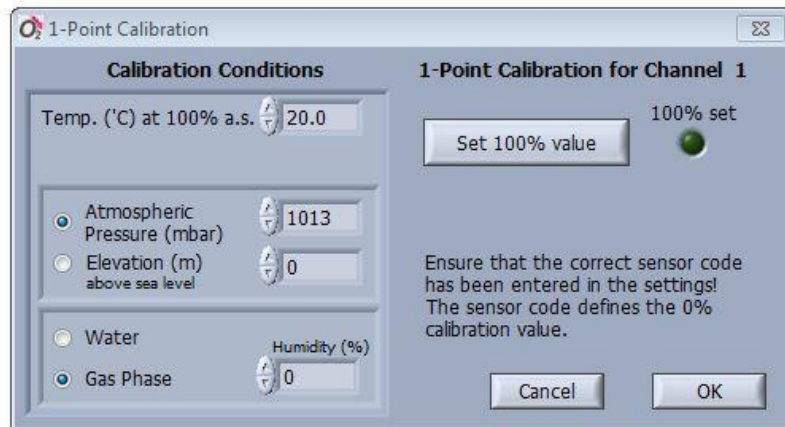 O2 1-Point Calibration
Calibration Conditions
Temp. ('C) at 100% a.s. 20.0
Atmospheric
Pressure (mbar) 1013
Elevation (m) 0
above sea level
Water
Humidity (%)
Gas Phase 0
1-Point Calibration for Channel 1
100% set
Set 100% value
Ensure that the correct sensor code
has been entered in the settings!
The sensor code defines the 0%
calibration value.
Cancel OK